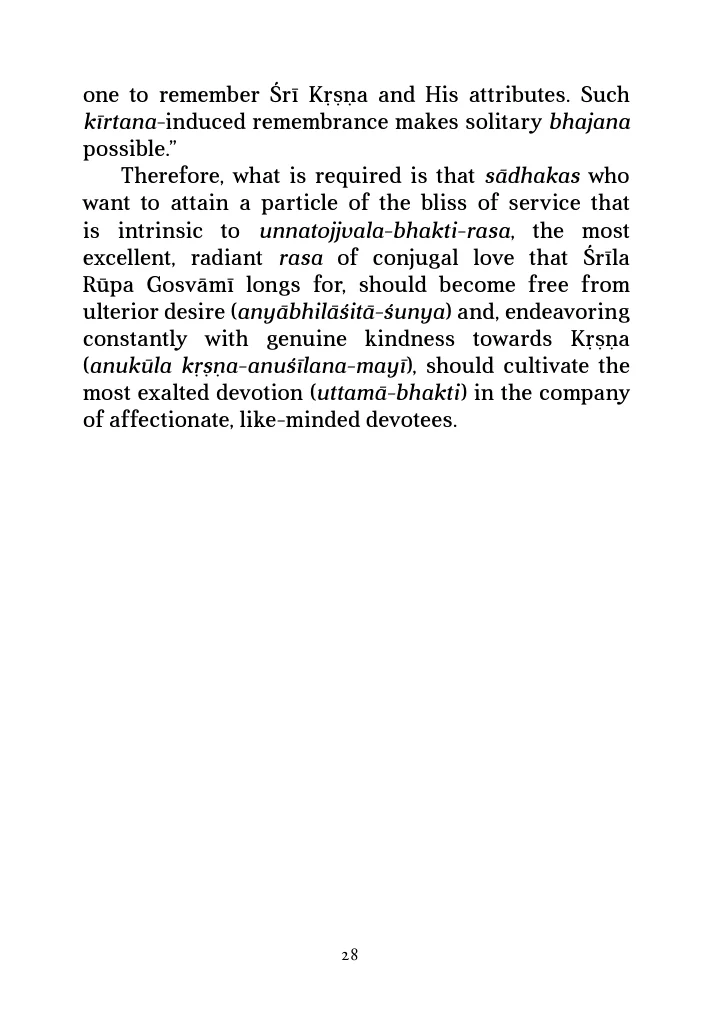 one to remember Śrī Kṛṣṇa and His attributes. Such
kīrtana-induced remembrance makes solitary bhajana
possible.”
Therefore, what is required is that sādhakas who
want to attain a particle of the bliss of service that
is intrinsic to unnatojjvala-bhakti-rasa, the most
excellent, radiant rasa of conjugal love that Śrīla
Rūpa Gosvāmī longs for, should become free from
ulterior desire (anyābhilāśitā-śunya) and, endeavoring
constantly with genuine kindness towards Kṛṣṇa
(anukūla kṛṣṇa-anuśīlana-mayī), should cultivate the
most exalted devotion (uttamā-bhakti) in the company
of affectionate, like-minded devotees.
28